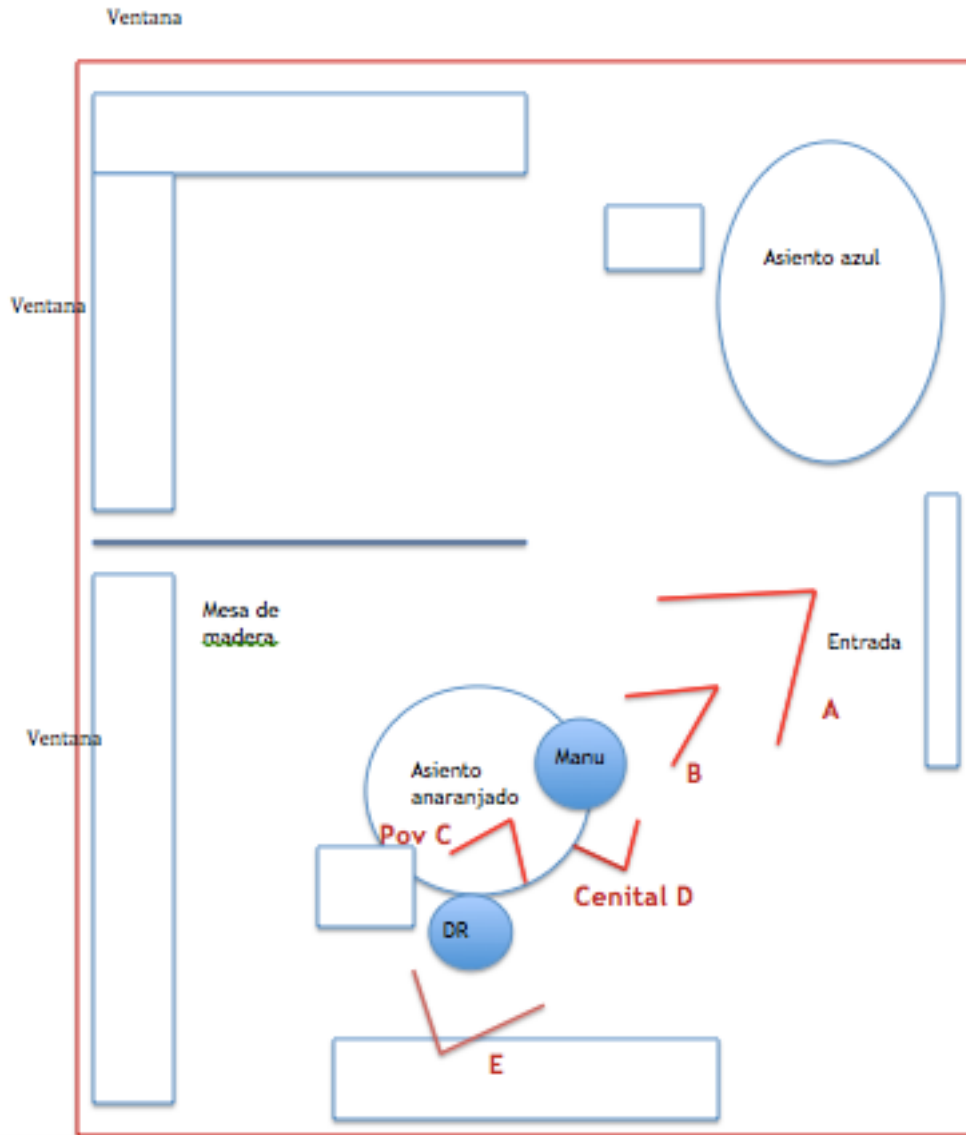 Ventana
Asiento azul
Ventana
Mesa de
madera
Entrada
A
Ventana
Manu
B
Asiento
anaranjado
Pov C
Cenital D
DR
E